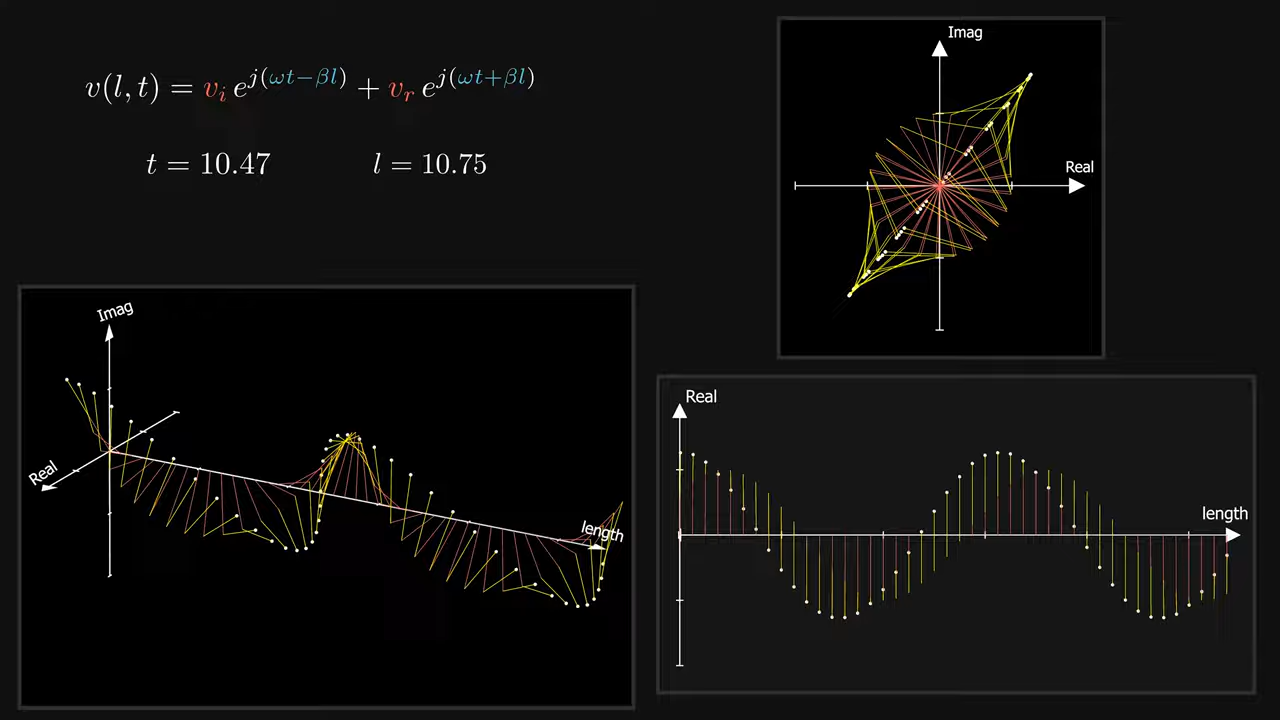 v(l, t) = v_i e^{j(ωt−βl)} + v_r e^{j(ωt+βl)}
t = 10.47 l = 10.75
Imag
Real
Imag
Real
length
Real
length